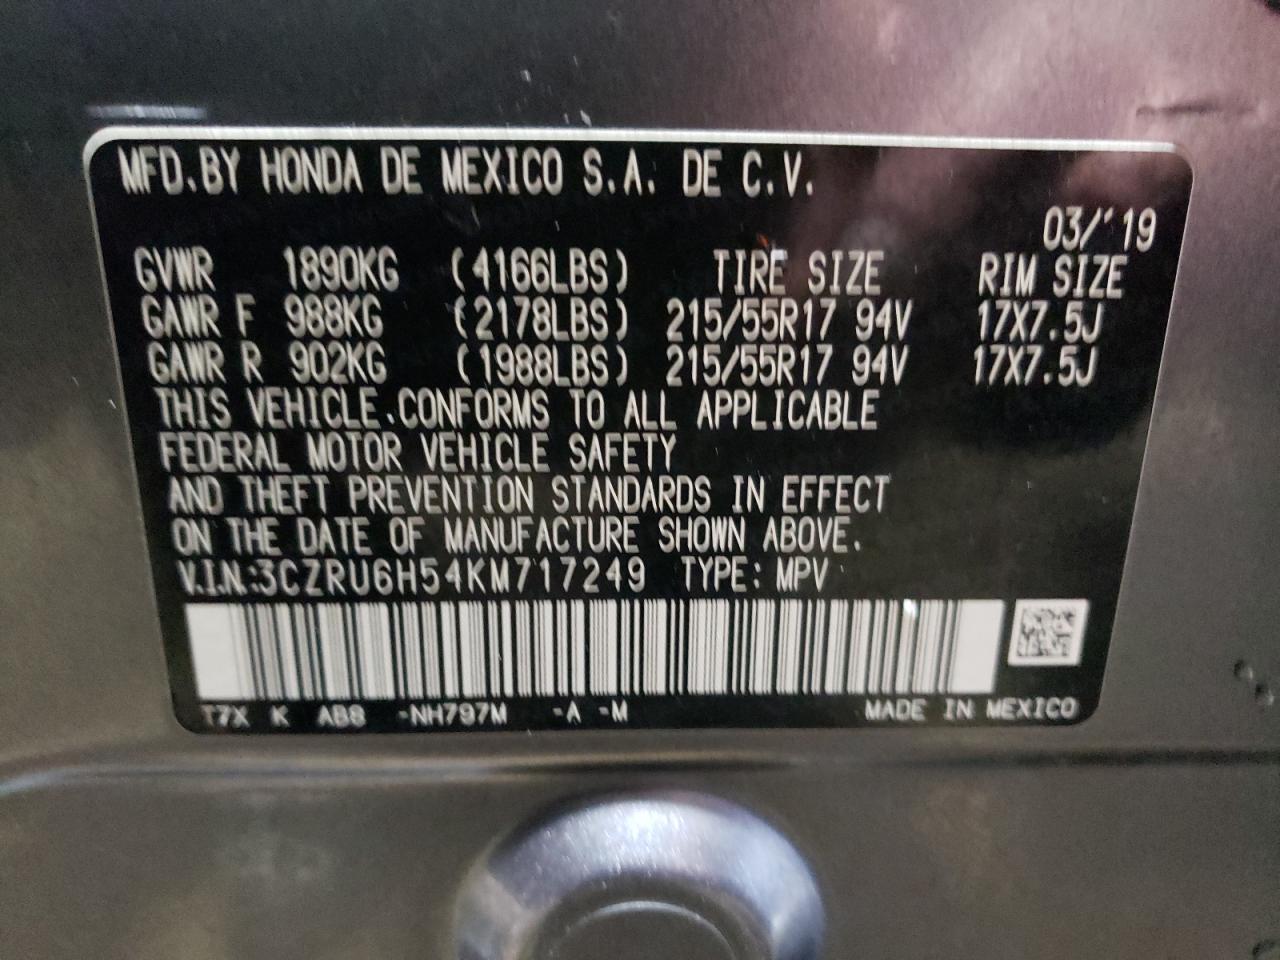 MFD.BY HONDA DE MEXICO S.A. DE C.V.
03/'19
GVWR 1890KG (4166LBS) TIRE SIZE RIM SIZE
GAWR F 988KG (2178LBS) 215/55R17 94V 17X7.5J
GAWR R 902KG (1988LBS) 215/55R17 94V 17X7.5J
THIS VEHICLE CONFORMS TO ALL APPLICABLE
FEDERAL MOTOR VEHICLE SAFETY
AND THEFT PREVENTION STANDARDS IN EFFECT
ON THE DATE OF MANUFACTURE SHOWN ABOVE.
V.I.N.:3CZRU6H54KM717249 TYPE: MPV
T7X K AB8 -NH797M -A -M MADE IN MEXICO